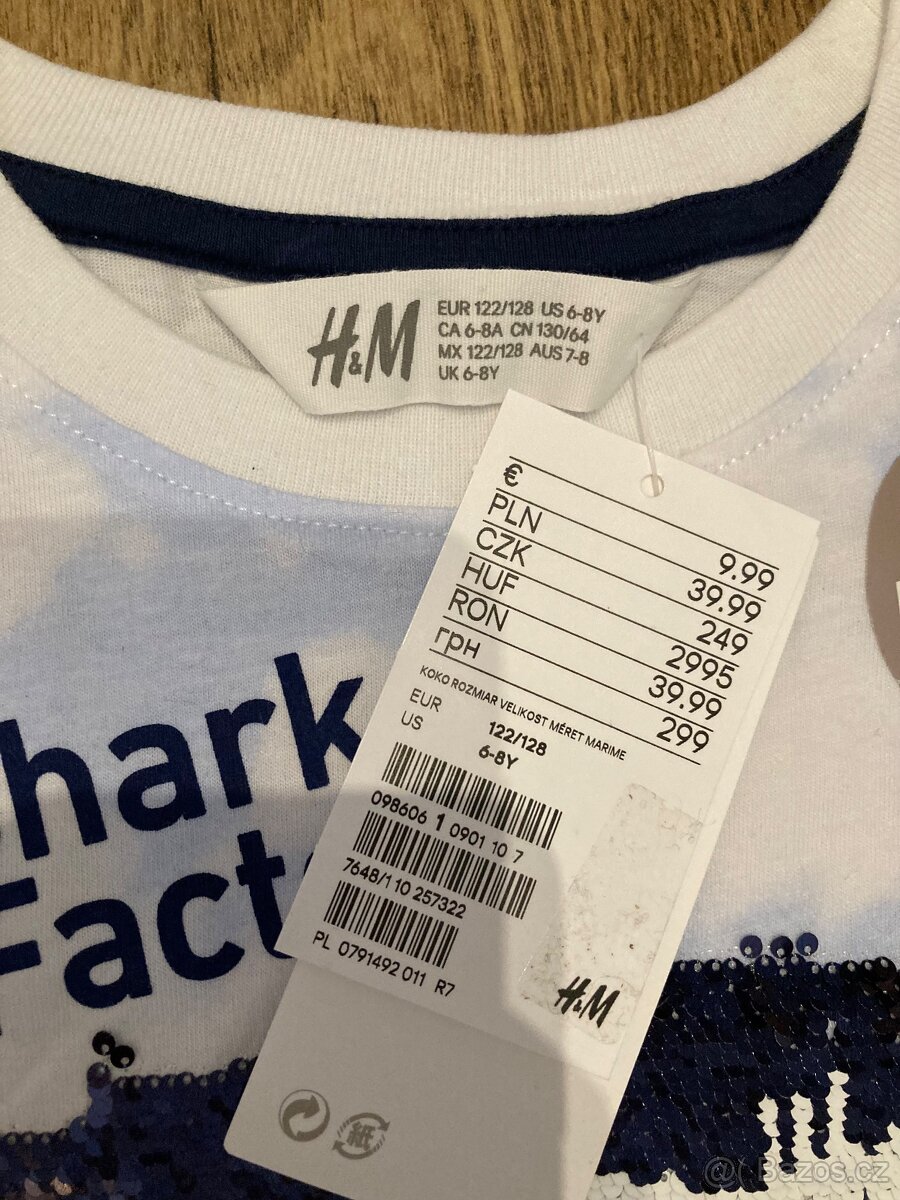 H&M
EUR 122/128 US 6-8Y
CA 6-8A CN 130/64
MX 122/128 AUS 7-8
UK 6-8Y
€ 9.99
PLN 39.99
CZK 249
HUF 2995
RON 39.99
грн 299
KOKO ROZMIAR VELIKOST MÉRET MARIME
EUR 122/128
US 6-8Y
098606 1 0901 10 7
7648/1 10 257322
PL 0791492 011 R7
H&M
紙
hark
Fact
Bazos.cz